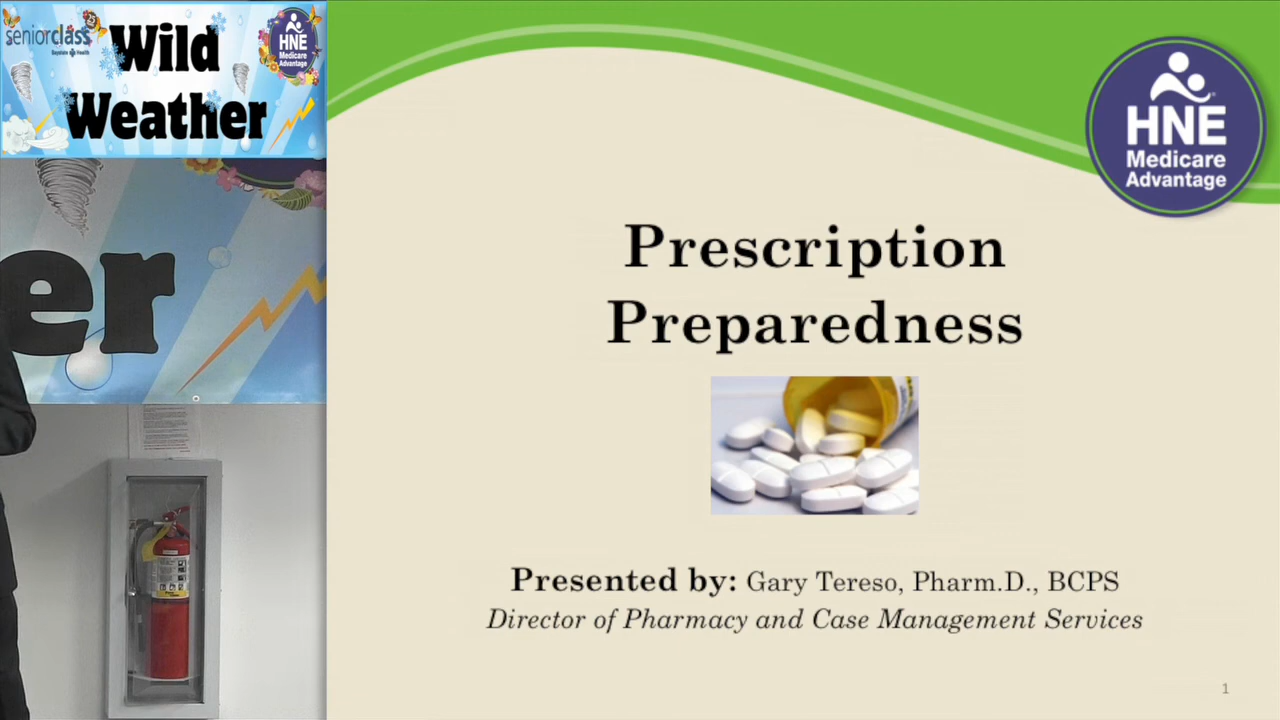 seniorclass
Baystate Health
Wild
Weather
HNE
Medicare
Advantage
er
HNE
Medicare
Advantage
Prescription
Preparedness
Presented by: Gary Tereso, Pharm.D., BCPS
Director of Pharmacy and Case Management Services
1